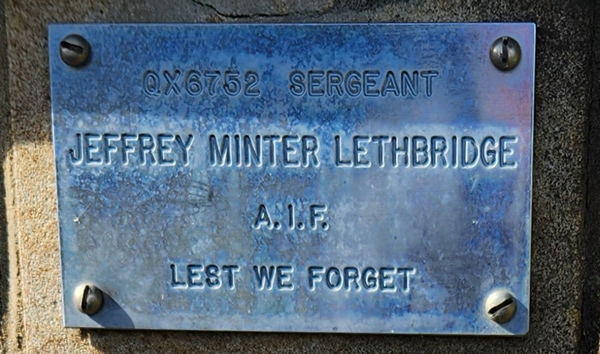 QX6752 SERGEANT
JEFFREY MINTER LETHBRIDGE
A.I.F.
LEST WE FORGET